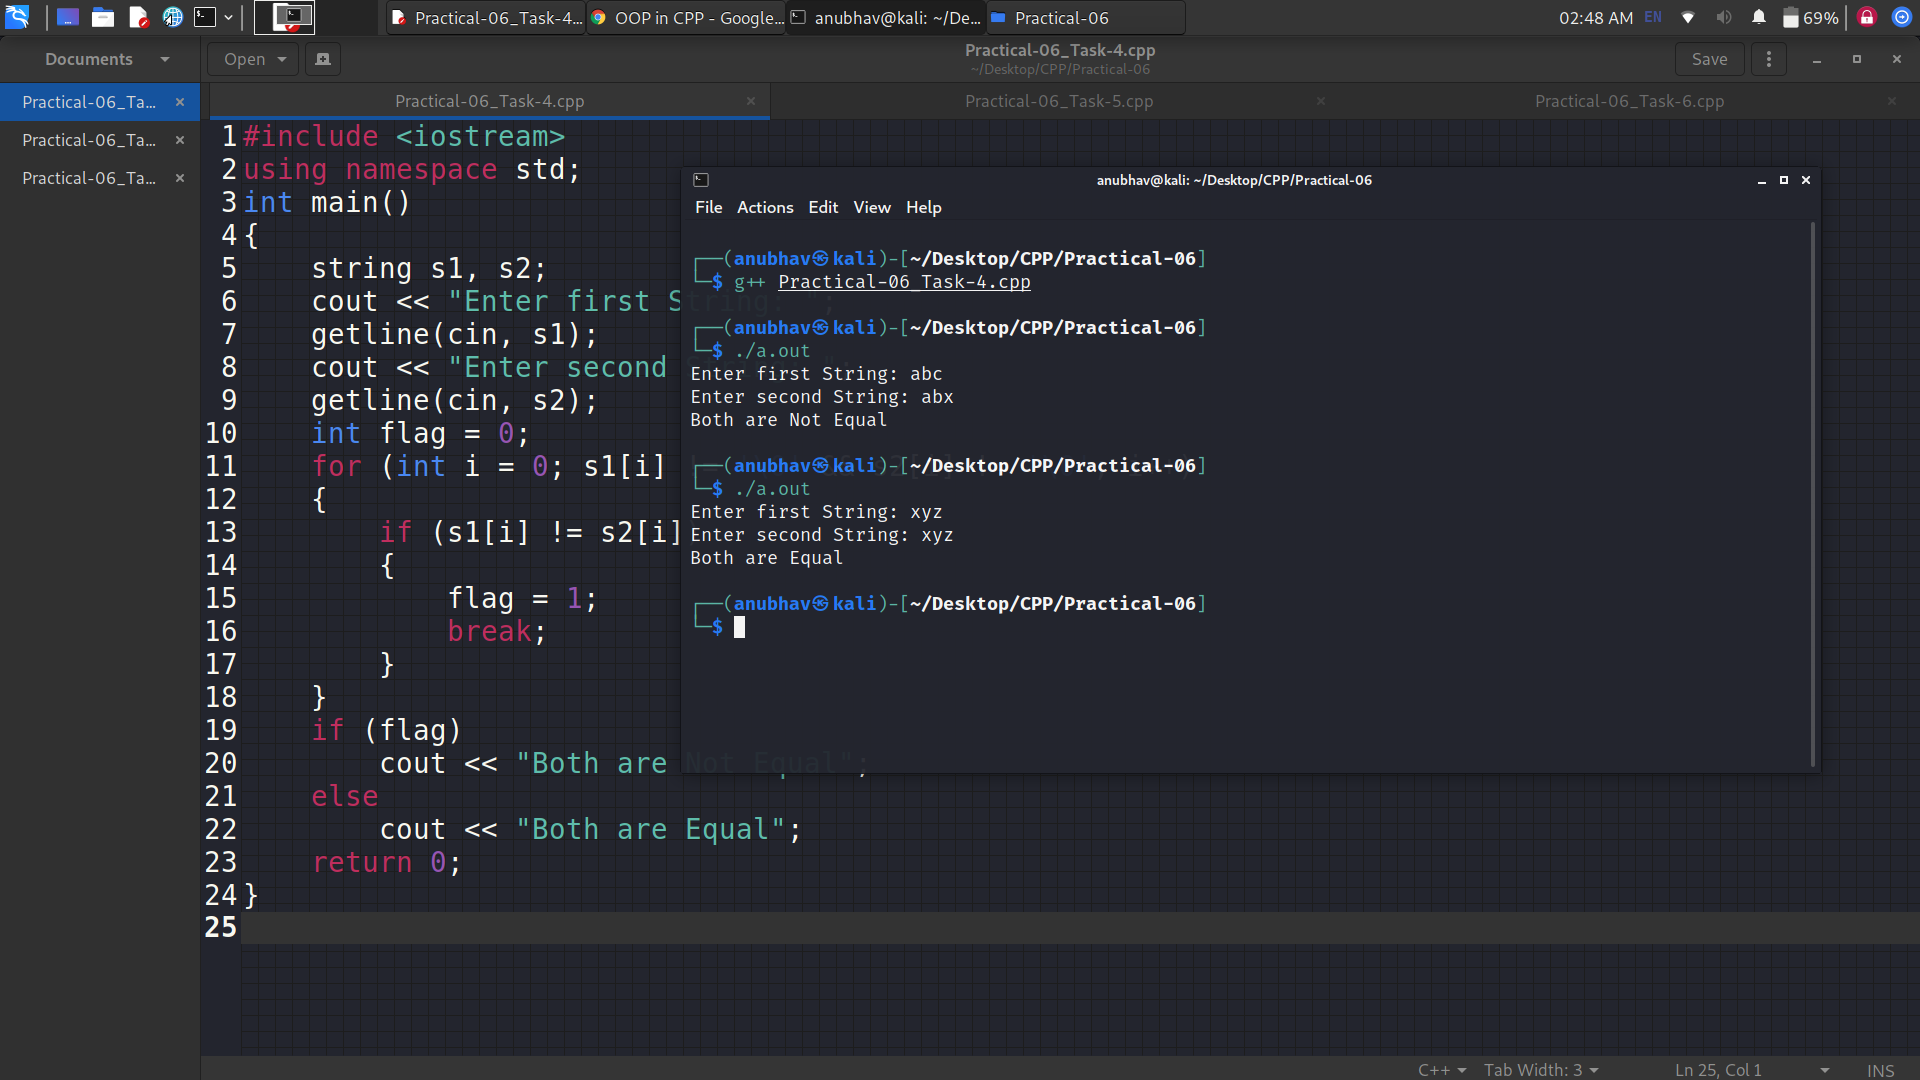 Practical-06_Task-4...
OOP in CPP - Google...
anubhav@kali: ~/De...
Practical-06
02:48 AM
EN
69%
Documents
Open
Practical-06_Task-4.cpp
~/Desktop/CPP/Practical-06
Save
Practical-06_Ta...
Practical-06_Ta...
Practical-06_Ta...
Practical-06_Task-4.cpp
Practical-06_Task-5.cpp
Practical-06_Task-6.cpp
1 #include <iostream>
2 using namespace std;
3 int main()
4 {
5 string s1, s2;
6 cout << "Enter first String: ";
7 getline(cin, s1);
8 cout << "Enter second
9 getline(cin, s2);
10 int flag = 0;
11 for (int i = 0; s1[i]
12 {
13 if (s1[i] != s2[i]
14 {
15 flag = 1;
16 break;
17 }
18 }
19 if (flag)
20 cout << "Both are Not Equal";
21 else
22 cout << "Both are Equal";
23 return 0;
24 }
25
anubhav@kali: ~/Desktop/CPP/Practical-06
File Actions Edit View Help
┌──(anubhav㉿kali)-[~/Desktop/CPP/Practical-06]
└─$ g++ Practical-06_Task-4.cpp
┌──(anubhav㉿kali)-[~/Desktop/CPP/Practical-06]
└─$ ./a.out
Enter first String: abc
Enter second String: abx
Both are Not Equal
┌──(anubhav㉿kali)-[~/Desktop/CPP/Practical-06]
└─$ ./a.out
Enter first String: xyz
Enter second String: xyz
Both are Equal
┌──(anubhav㉿kali)-[~/Desktop/CPP/Practical-06]
└─$
C++
Tab Width: 3
Ln 25, Col 1
INS